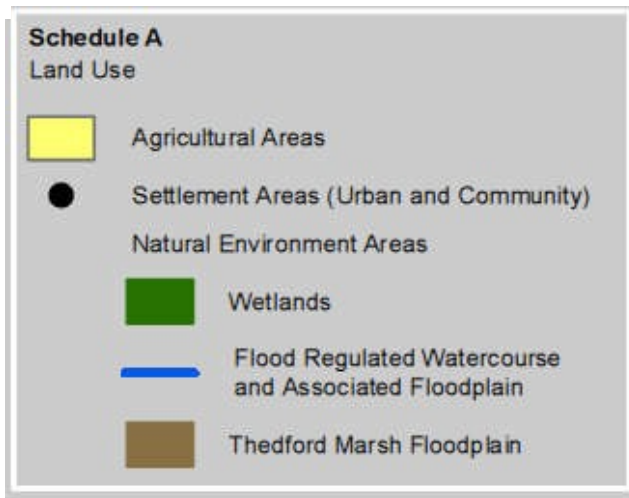 Schedule A
Land Use
Agricultural Areas
Settlement Areas (Urban and Community)
Natural Environment Areas
Wetlands
Flood Regulated Watercourse
and Associated Floodplain
Thedford Marsh Floodplain